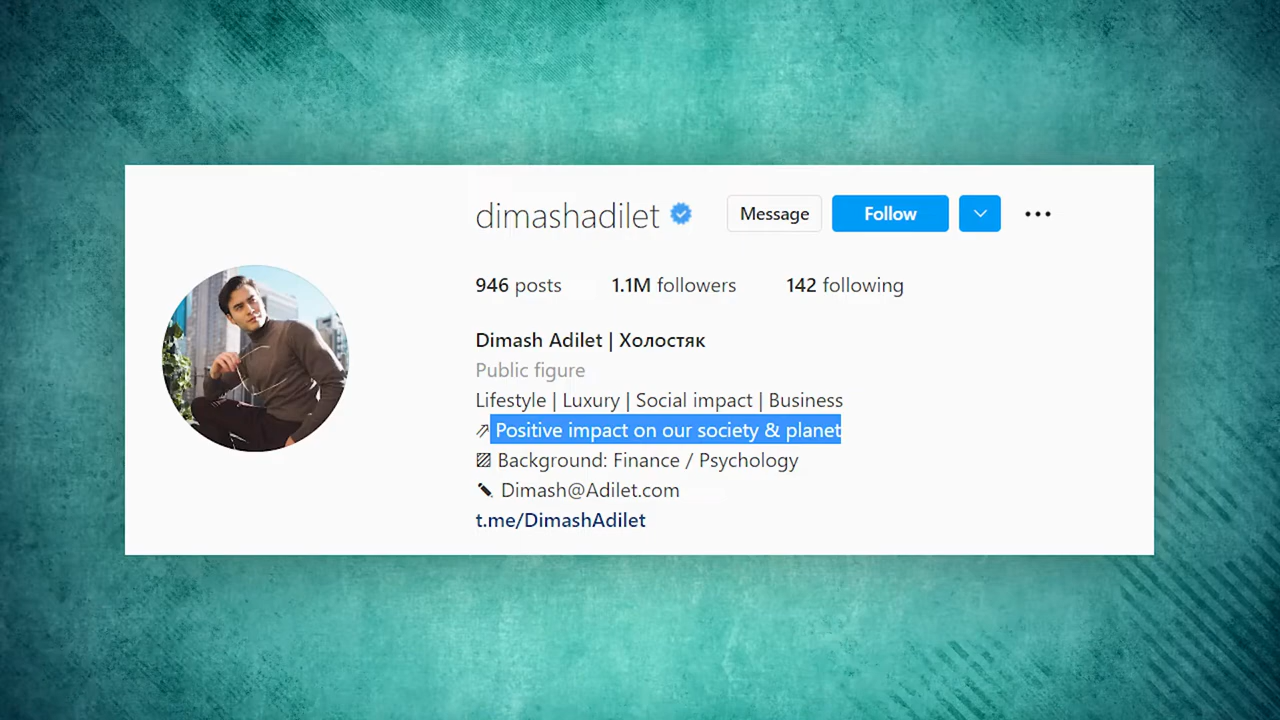 dimashadilet Message Follow
946 posts 1.1M followers 142 following
Dimash Adilet | Холостяк
Public figure
Lifestyle | Luxury | Social impact | Business
Positive impact on our society & planet
Background: Finance / Psychology
Dimash@Adilet.com
t.me/DimashAdilet